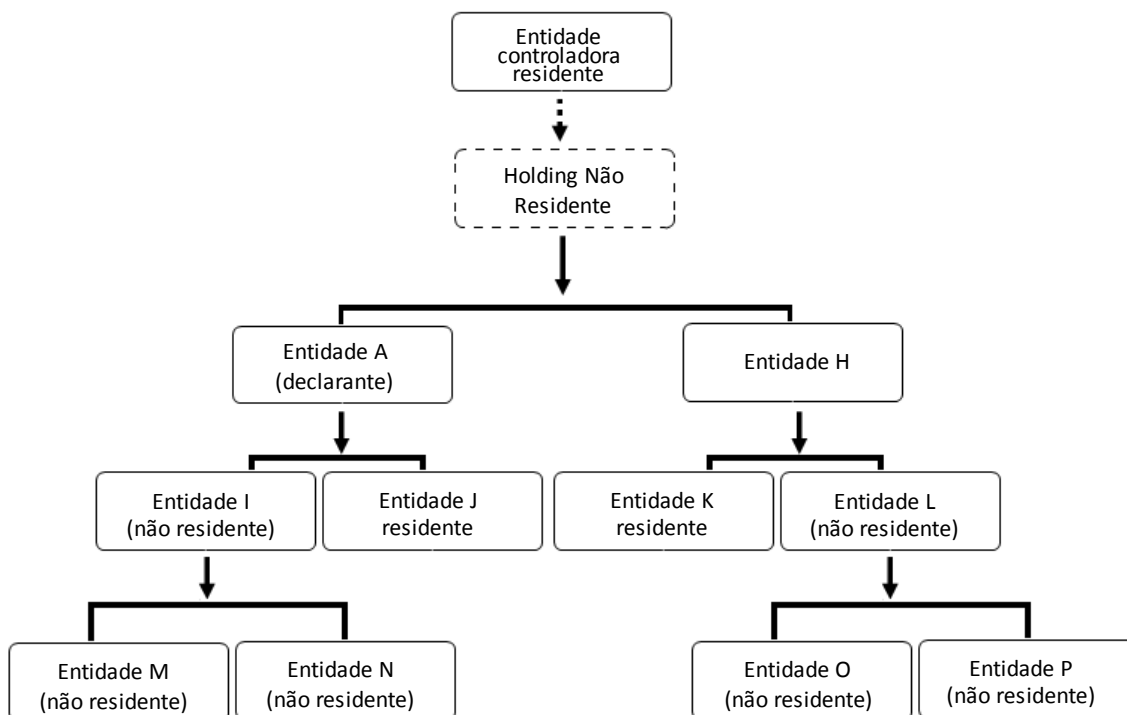 Entidade
controladora
residente
Holding Não
Residente
Entidade A
(declarante)
Entidade H
Entidade I
(não residente)
Entidade J
residente
Entidade K
residente
Entidade L
(não residente)
Entidade M
(não residente)
Entidade N
(não residente)
Entidade O
(não residente)
Entidade P
(não residente)